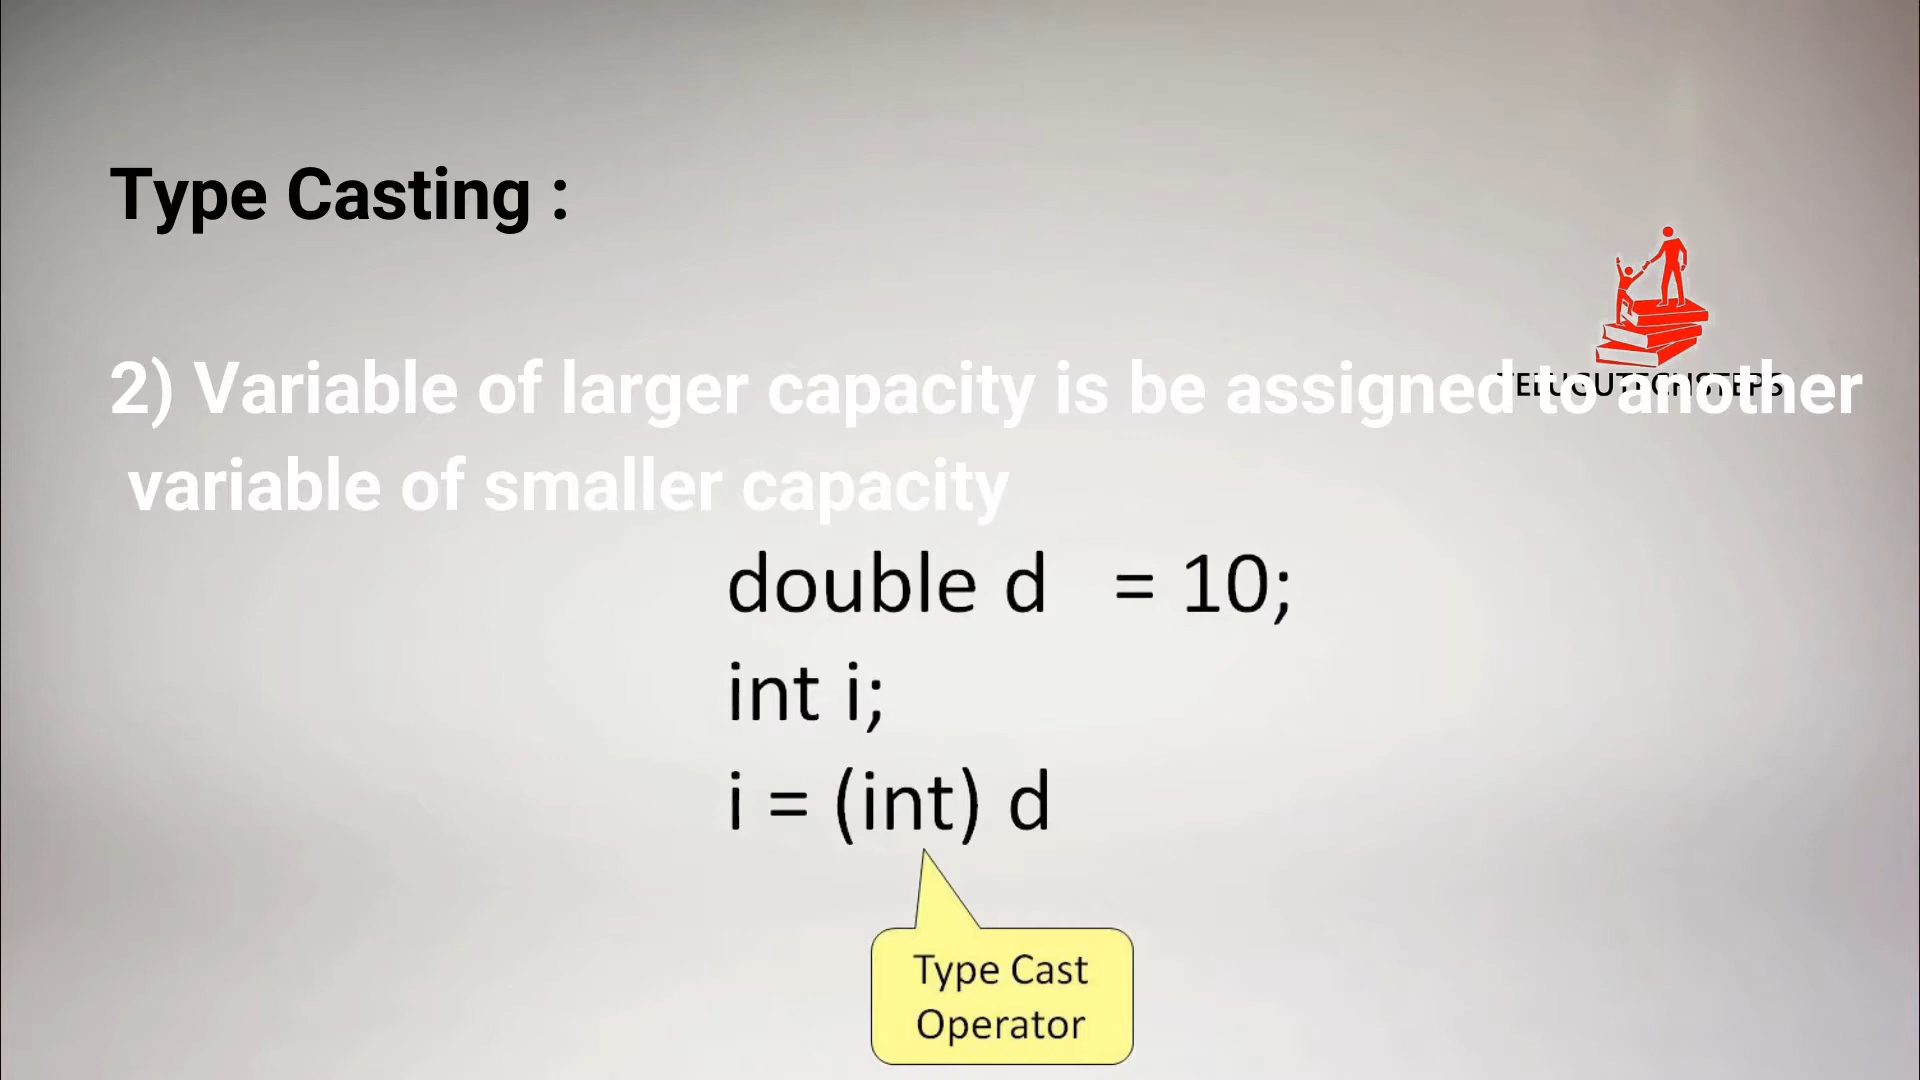 Type Casting :
TELUGUTECHSTEPS
2) Variable of larger capacity is be assigned to another
variable of smaller capacity
double d = 10;
int i;
i = (int) d
Type Cast
Operator